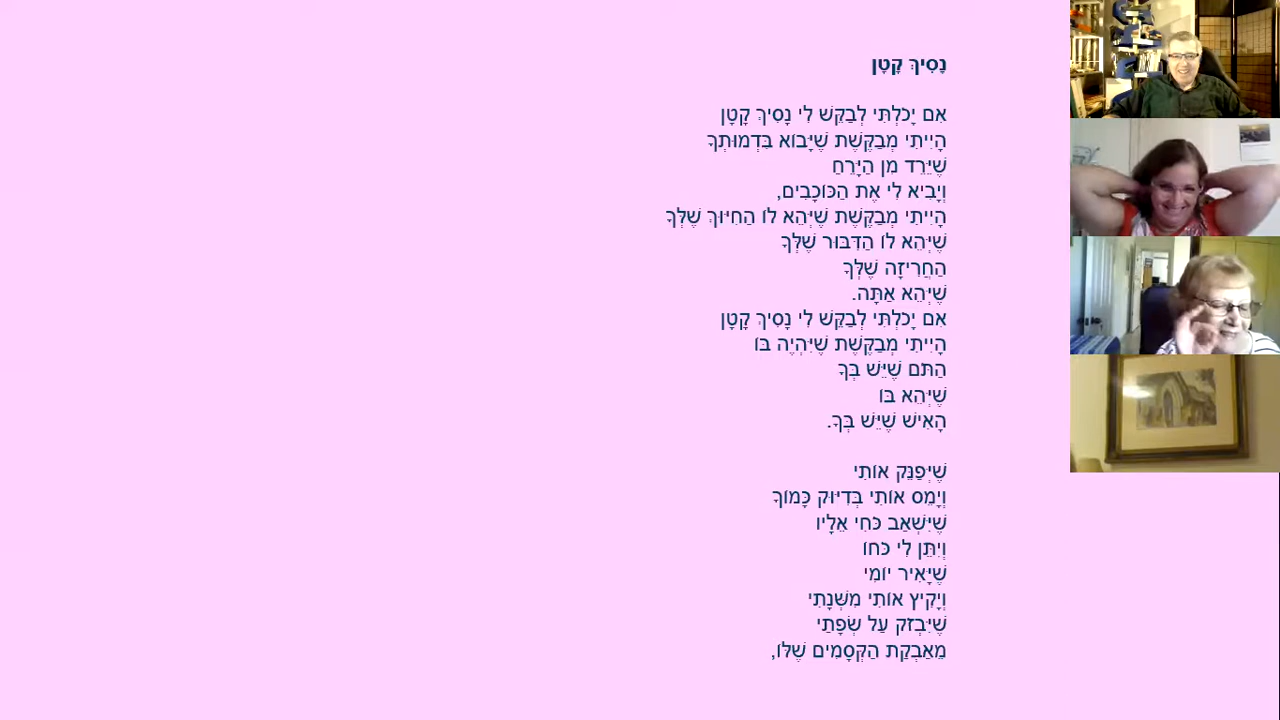 נָסִיךְ קָטָן
אִם יָכֹלְתִּי לְבַקֵּשׁ לִי נָסִיךְ קָטָן
הָיִיתִי מְבַקֶּשֶׁת שֶׁיָּבוֹא בִּדְמוּתְךָ
שֶׁיֵּרֵד מִן הַיָּרֵחַ
וְיָבִיא לִי אֶת הַכּוֹכָבִים,
הָיִיתִי מְבַקֶּשֶׁת שֶׁיְּהֵא לוֹ הַחִיּוּךְ שֶׁלְּךָ
שֶׁיְּהֵא לוֹ הַדִּבּוּר שֶׁלְּךָ
הַחֲרִיזָה שֶׁלְּךָ
שֶׁיְּהֵא אַתָּה.
אִם יָכֹלְתִּי לְבַקֵּשׁ לִי נָסִיךְ קָטָן
הָיִיתִי מְבַקֶּשֶׁת שֶׁיִּהְיֶה בּוֹ
הַתֹּם שֶׁיֵּשׁ בְּךָ
שֶׁיְּהֵא בּוֹ
הָאִישׁ שֶׁיֵּשׁ בְּךָ.
שֶׁיְּפַנֵּק אוֹתִי
וְיָמֵס אוֹתִי בְּדִיּוּק כָּמוֹךָ
שֶׁיִּשְׁאַב כֹּחִי אֵלָיו
וְיִתֵּן לִי כֹּחוֹ
שֶׁיָּאִיר יוֹמִי
וְיָקִיץ אוֹתִי מִשְּׁנָתִי
שֶׁיִּבְזֹק עַל שְׂפָתַי
מֵאַבְקַת הַקְּסָמִים שֶׁלּוֹ,